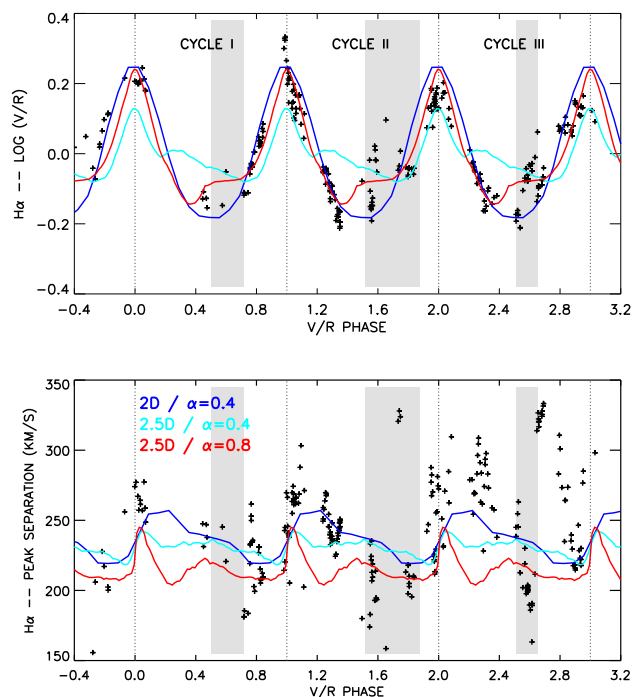 CYCLE I CYCLE II CYCLE III
0.4
0.2
0.0
-0.2
-0.4
Hα -- LOG (V/R)
-0.4 0.0 0.4 0.8 1.2 1.6 2.0 2.4 2.8 3.2
V/R PHASE
350
300
250
200
150
Hα -- PEAK SEPARATION (KM/S)
2D / α=0.4
2.5D / α=0.4
2.5D / α=0.8
-0.4 0.0 0.4 0.8 1.2 1.6 2.0 2.4 2.8 3.2
V/R PHASE